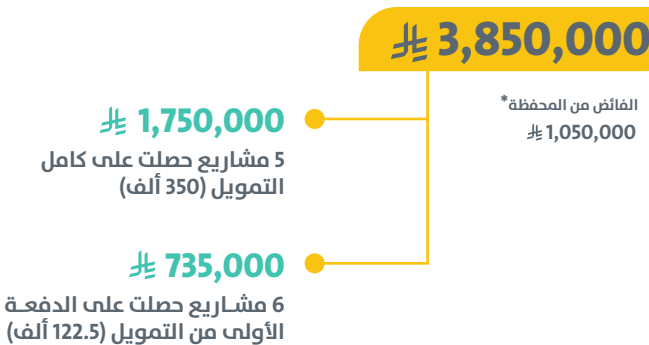 ⃁ 3,850,000
الفائض من المحفظة*
⃁ 1,050,000
⃁ 1,750,000
5 مشاريع حصلت على كامل
التمويل (350 ألف)
⃁ 735,000
6 مشاريع حصلت على الدفعة
الأولى من التمويل (122.5 ألف)